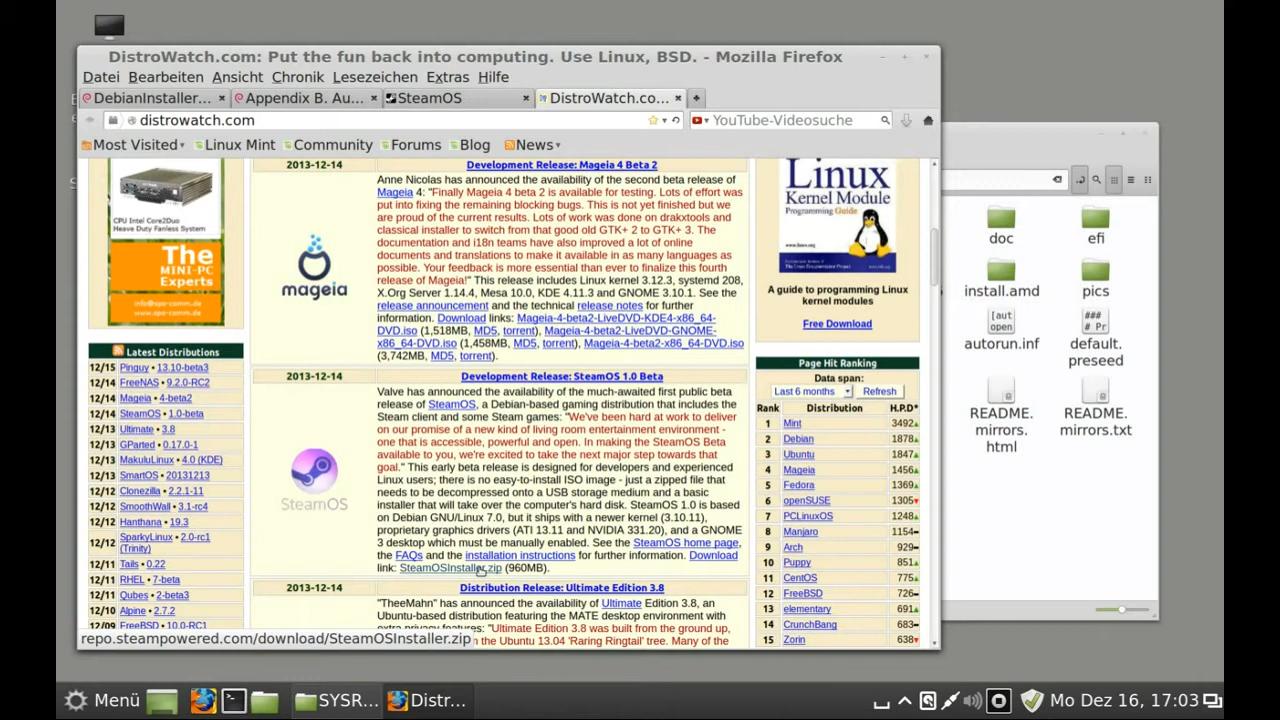 DistroWatch.com: Put the fun back into computing. Use Linux, BSD. - Mozilla Firefox
Datei Bearbeiten Ansicht Chronik Lesezeichen Extras Hilfe
DebianInstaller... Appendix B. Au... SteamOS DistroWatch.co...
distrowatch.com YouTube-Videosuche
Most Visited Linux Mint Community Forums Blog News
CPU Intel Core2Duo
Heavy Duty Fanless System
The
MINI-PC
Experts
info@spo-comm.de
www.spo-comm.de
Latest Distributions
12/15 Pinguy • 13.10-beta3
12/14 FreeNAS • 9.2.0-RC2
12/14 Mageia • 4-beta2
12/14 SteamOS • 1.0-beta
12/13 Ultimate • 3.8
12/13 GParted • 0.17.0-1
12/13 MakuluLinux • 4.0 (KDE)
12/13 SmartOS • 20131213
12/12 Clonezilla • 2.2.1-11
12/12 SmoothWall • 3.1-rc4
12/12 Hanthana • 19.3
12/12 SparkyLinux • 2.0-rc1
(Trinity)
12/11 Tails • 0.22
12/11 RHEL • 7-beta
12/11 Qubes • 2-beta3
12/10 Alpine • 2.7.2
12/09 FreeBSD • 10.0-RC1
2013-12-14 Development Release: Mageia 4 Beta 2
mageia
Anne Nicolas has announced the availability of the second beta release of
Mageia 4: "Finally Mageia 4 beta 2 is available for testing. Lots of effort was
put into fixing the remaining blocking bugs. This is not yet finished but we
are proud of the current results. Lots of work was done on drakxtools and
classical installer to switch from that good old GTK+ 2 to GTK+ 3. The
documentation and i18n teams have also improved a lot of online
documents and translations to make it available in as many languages as
possible. Your feedback is more essential than ever to finalize this fourth
release of Mageia!" This release includes Linux kernel 3.12.3, systemd 208,
X.Org Server 1.14.4, Mesa 10.0, KDE 4.11.3 and GNOME 3.10.1. See the
release announcement and the technical release notes for further
information. Download links: Mageia-4-beta2-LiveDVD-KDE4-x86_64-
DVD.iso (1,518MB, MD5, torrent), Mageia-4-beta2-LiveDVD-GNOME-
x86_64-DVD.iso (1,458MB, MD5, torrent), Mageia-4-beta2-x86_64-DVD.iso
(3,742MB, MD5, torrent).
2013-12-14 Development Release: SteamOS 1.0 Beta
SteamOS
Valve has announced the availability of the much-awaited first public beta
release of SteamOS, a Debian-based gaming distribution that includes the
Steam client and some Steam games: "We've been hard at work to deliver
on our promise of a new kind of living room entertainment environment -
one that is accessible, powerful and open. In making the SteamOS Beta
available to you, we're excited to take the next major step towards that
goal." This early beta release is designed for developers and experienced
Linux users; there is no easy-to-install ISO image - just a zipped file that
needs to be decompressed onto a USB storage medium and a basic
installer that will take over the computer's hard disk. SteamOS 1.0 is based
on Debian GNU/Linux 7.0, but it ships with a newer kernel (3.10.11),
proprietary graphics drivers (ATI 13.11 and NVIDIA 331.20), and a GNOME
3 desktop which must be manually enabled. See the SteamOS home page,
the FAQs and the installation instructions for further information. Download
link: SteamOSInstaller.zip (960MB).
2013-12-14 Distribution Release: Ultimate Edition 3.8
"TheeMahn" has announced the availability of Ultimate Edition 3.8, an
Ubuntu-based distribution featuring the MATE desktop environment with
extra privacy features: "Ultimate Edition 3.8 was built from the ground up,
n the Ubuntu 13.04 'Raring Ringtail' tree. Many of the
Linux
Kernel Module
Programming Guide
A guide to programming Linux
kernel modules
Free Download
Page Hit Ranking
Data span:
Last 6 months Refresh
Rank Distribution H.P.D*
1 Mint 3492
2 Debian 1878
3 Ubuntu 1847
4 Mageia 1456
5 Fedora 1369
6 openSUSE 1305
7 PCLinuxOS 1248
8 Manjaro 1154
9 Arch 929
10 Puppy 851
11 CentOS 775
12 FreeBSD 726
13 elementary 691
14 CrunchBang 683
15 Zorin 638
repo.steampowered.com/download/SteamOSInstaller.zip
doc efi
install.amd pics
[aut
open
autorun.inf
###
# Pr
default.
preseed
README.
mirrors.
html
README.
mirrors.txt
Menü SYSR... Distr... Mo Dez 16, 17:03